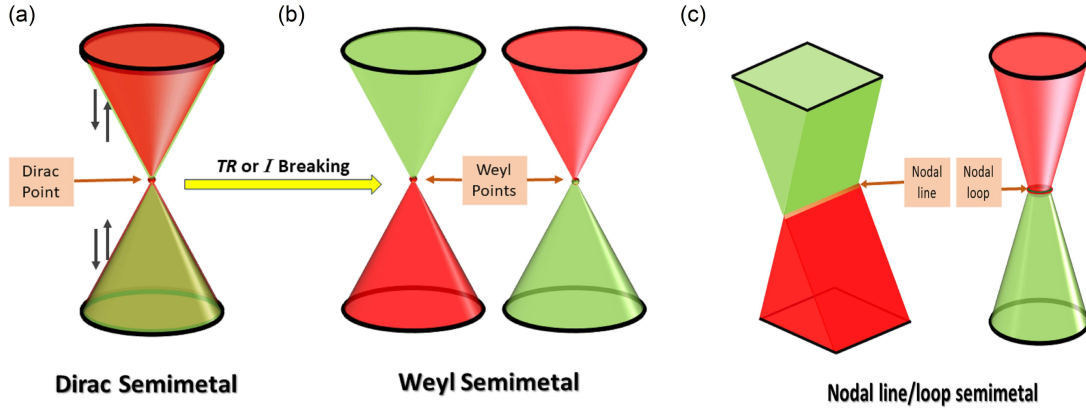 (a)
Dirac
Point
Dirac Semimetal
TR or I Breaking
(b)
Weyl
Points
Weyl Semimetal
(c)
Nodal
line
Nodal
loop
Nodal line/loop semimetal